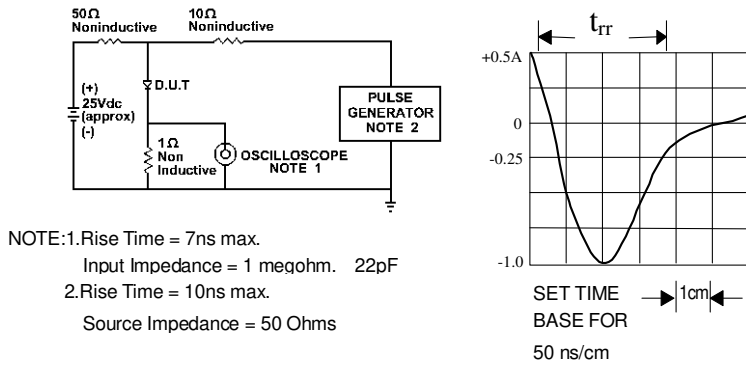 50Ω
Noninductive
10Ω
Noninductive
(+)
25Vdc
(approx)
(-)
D.U.T
1Ω
Non
Inductive
OSCILLOSCOPE
NOTE 1
PULSE
GENERATOR
NOTE 2
NOTE:1.Rise Time = 7ns max.
Input Impedance = 1 megohm. 22pF
2.Rise Time = 10ns max.
Source Impedance = 50 Ohms
trr
+0.5A
0
-0.25
-1.0
SET TIME
BASE FOR
50 ns/cm
1cm